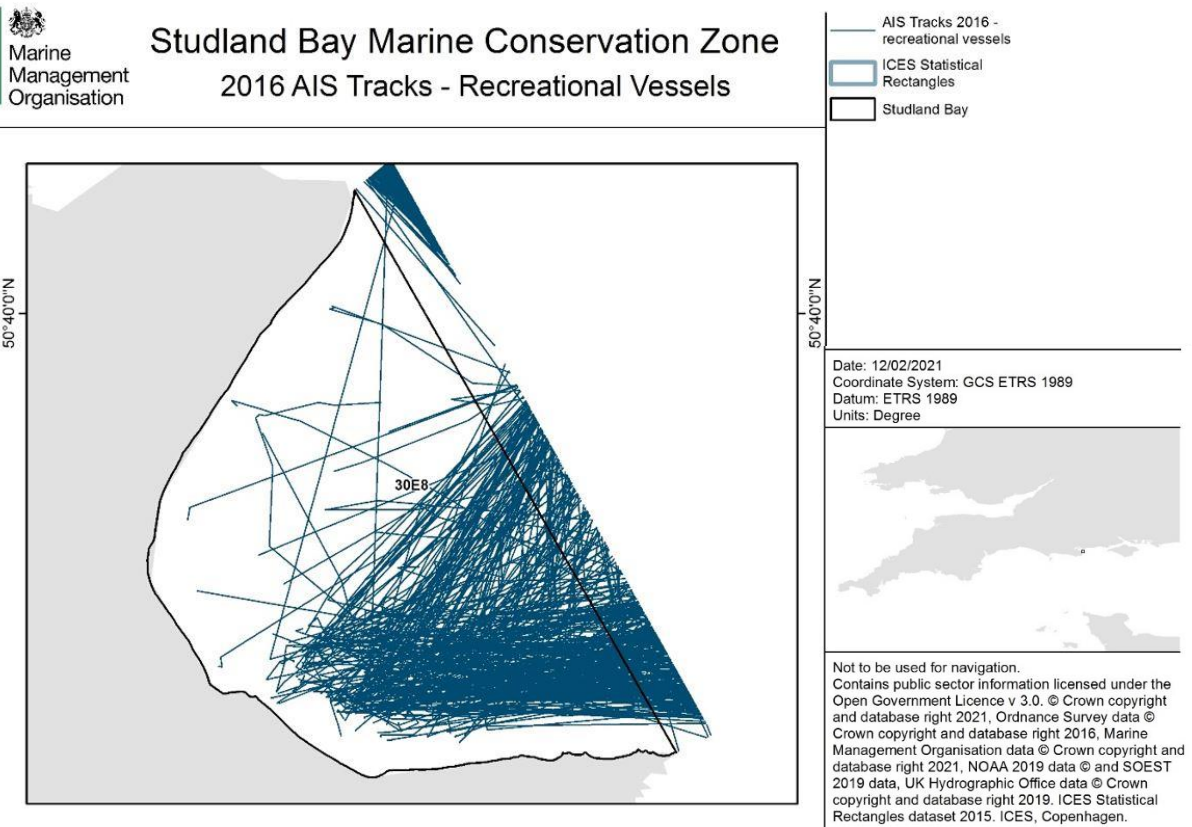 Marine
Management
Organisation
Studland Bay Marine Conservation Zone
2016 AIS Tracks - Recreational Vessels
AIS Tracks 2016 -
recreational vessels
ICES Statistical
Rectangles
Studland Bay
50°40'0"N
50°40'0"N
30E8
Date: 12/02/2021
Coordinate System: GCS ETRS 1989
Datum: ETRS 1989
Units: Degree
Not to be used for navigation.
Contains public sector information licensed under the
Open Government Licence v 3.0. © Crown copyright
and database right 2021, Ordnance Survey data ©
Crown copyright and database right 2016, Marine
Management Organisation data © Crown copyright and
database right 2021, NOAA 2019 data © and SOEST
2019 data, UK Hydrographic Office data © Crown
copyright and database right 2019. ICES Statistical
Rectangles dataset 2015. ICES, Copenhagen.